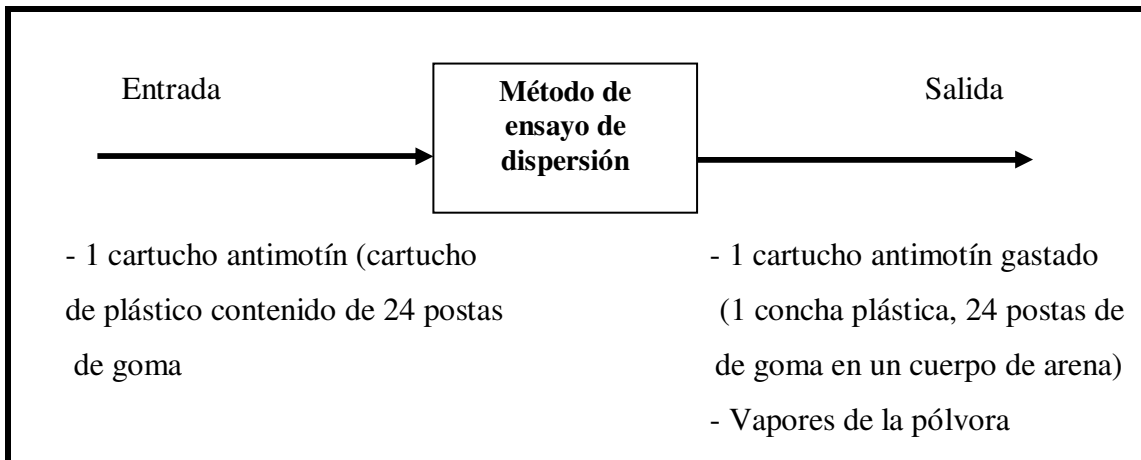 Entrada
Método de
ensayo de
dispersión
Salida
- 1 cartucho antimotín (cartucho
de plástico contenido de 24 postas
de goma
- 1 cartucho antimotín gastado
(1 concha plástica, 24 postas de
de goma en un cuerpo de arena)
- Vapores de la pólvora